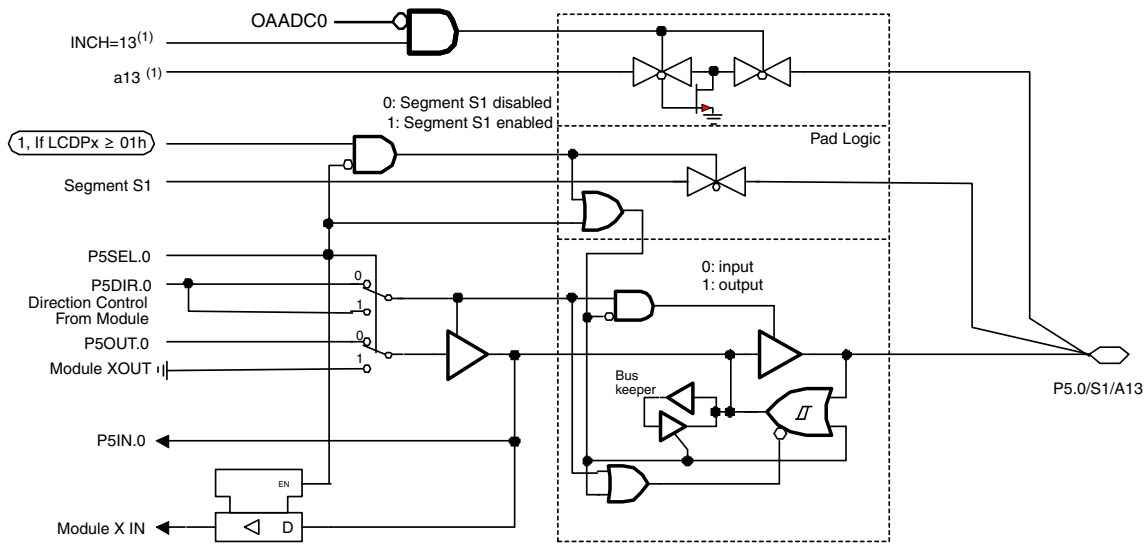 OAADC0
INCH=13(1)
a13 (1)
0: Segment S1 disabled
1: Segment S1 enabled
Pad Logic
1, If LCDPx ≥ 01h
Segment S1
P5SEL.0
0: input
1: output
P5DIR.0
0
Direction Control
From Module
1
P5OUT.0
0
Module XOUT
1
Bus
keeper
P5.0/S1/A13
P5IN.0
EN
Module X IN
D